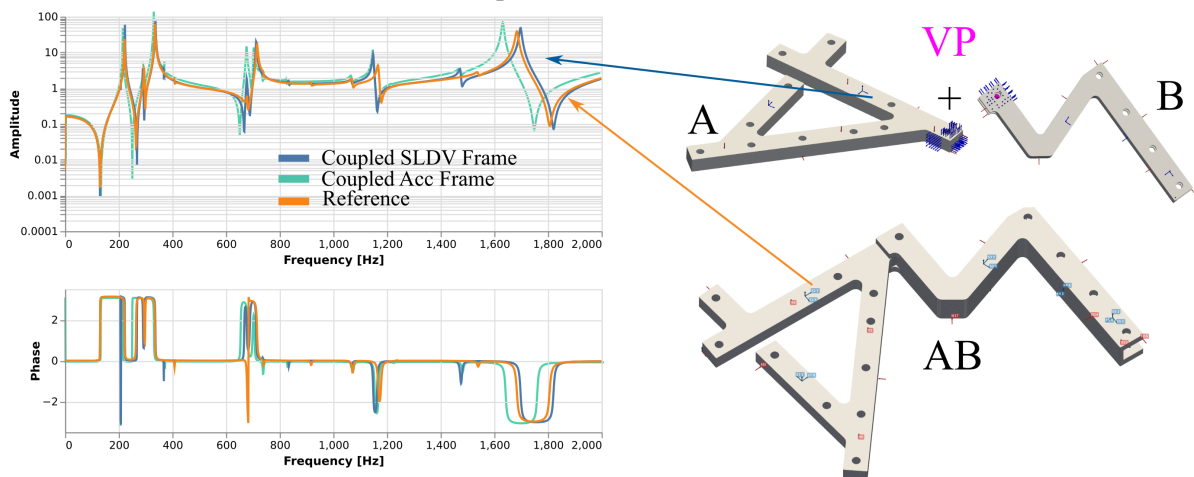 100
10
1
0.1
0.01
0.001
0.0001
Amplitude
Coupled SLDV Frame
Coupled Acc Frame
Reference
0 200 400 600 800 1,000 1,200 1,400 1,600 1,800 2,000
Frequency [Hz]
2
0
−2
Phase
0 200 400 600 800 1,000 1,200 1,400 1,600 1,800 2,000
Frequency [Hz]
VP
A + B
AB